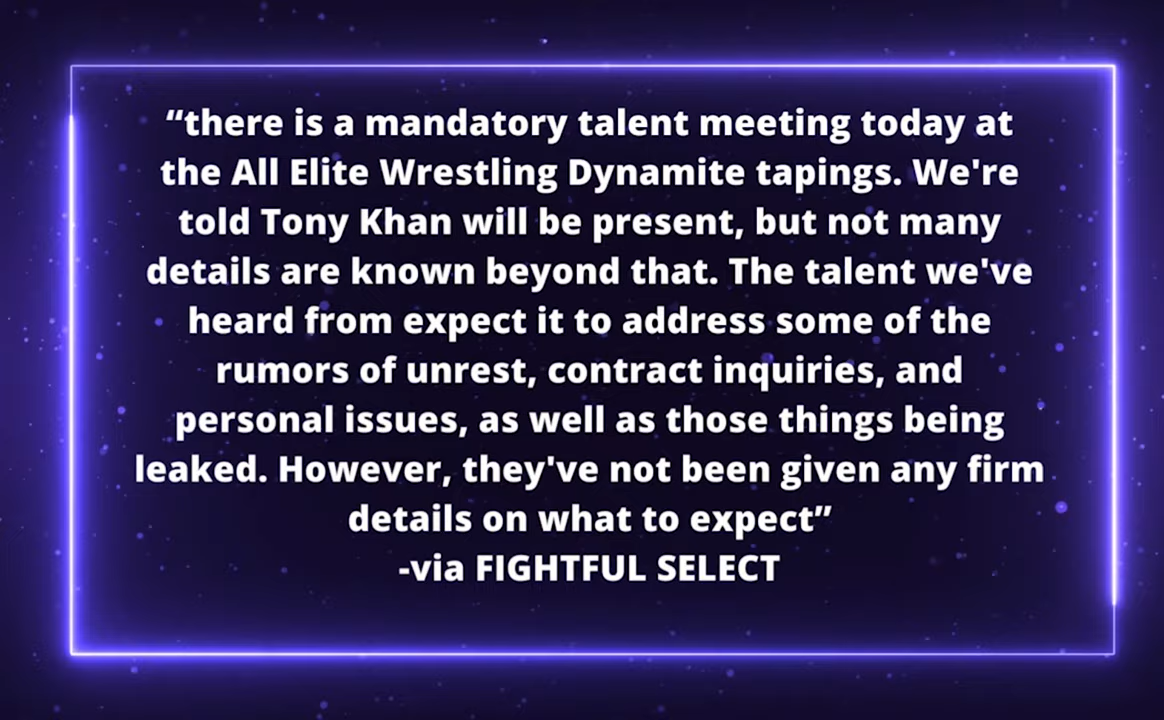 “there is a mandatory talent meeting today at
the All Elite Wrestling Dynamite tapings. We're
told Tony Khan will be present, but not many
details are known beyond that. The talent we've
heard from expect it to address some of the
rumors of unrest, contract inquiries, and
personal issues, as well as those things being
leaked. However, they've not been given any firm
details on what to expect”
-via FIGHTFUL SELECT